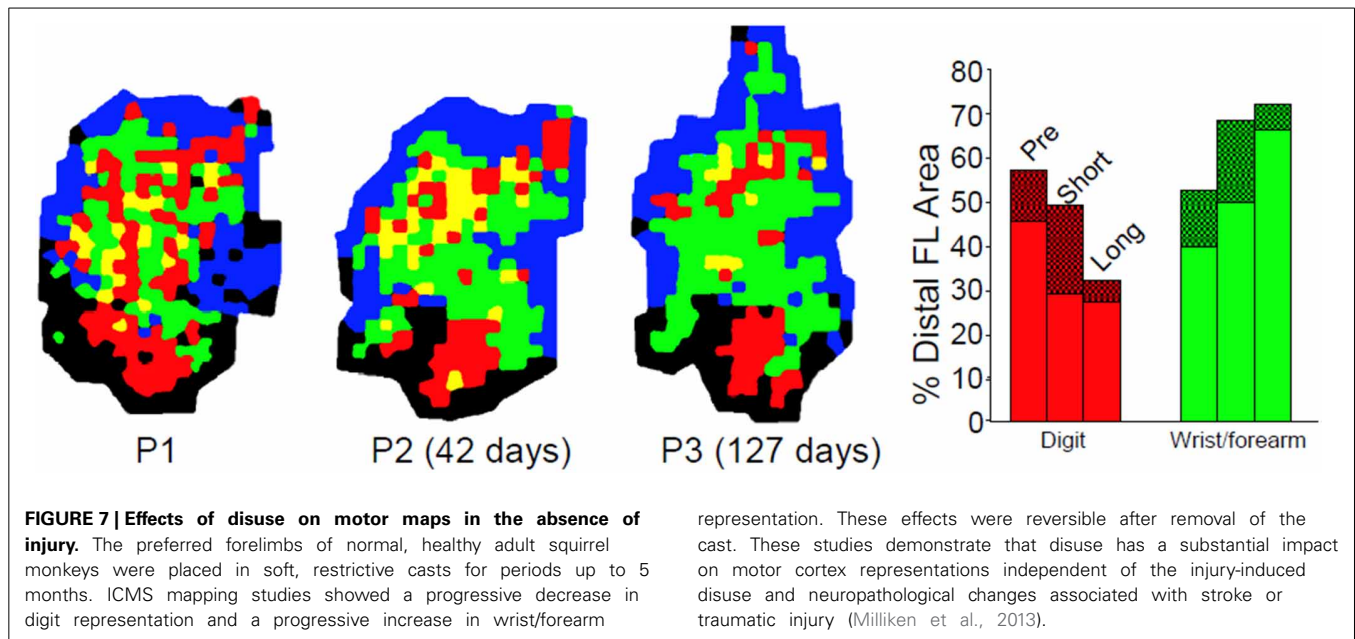 P1
P2 (42 days)
P3 (127 days)
% Distal FL Area
80
70
60
50
40
30
20
10
0
Pre
Short
Long
Digit
Wrist/forearm
FIGURE 7 | Effects of disuse on motor maps in the absence of
injury. The preferred forelimbs of normal, healthy adult squirrel
monkeys were placed in soft, restrictive casts for periods up to 5
months. ICMS mapping studies showed a progressive decrease in
digit representation and a progressive increase in wrist/forearm
representation. These effects were reversible after removal of the
cast. These studies demonstrate that disuse has a substantial impact
on motor cortex representations independent of the injury-induced
disuse and neuropathological changes associated with stroke or
traumatic injury (Milliken et al., 2013).